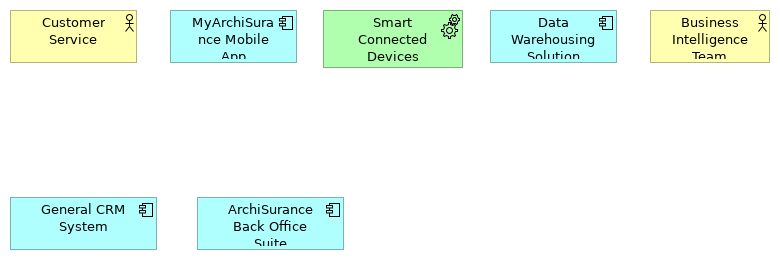 Customer
Service
MyArchiSura
nce Mobile
App
Smart
Connected
Devices
Data
Warehousing
Solution
Business
Intelligence
Team
General CRM
System
ArchiSurance
Back Office
Suite